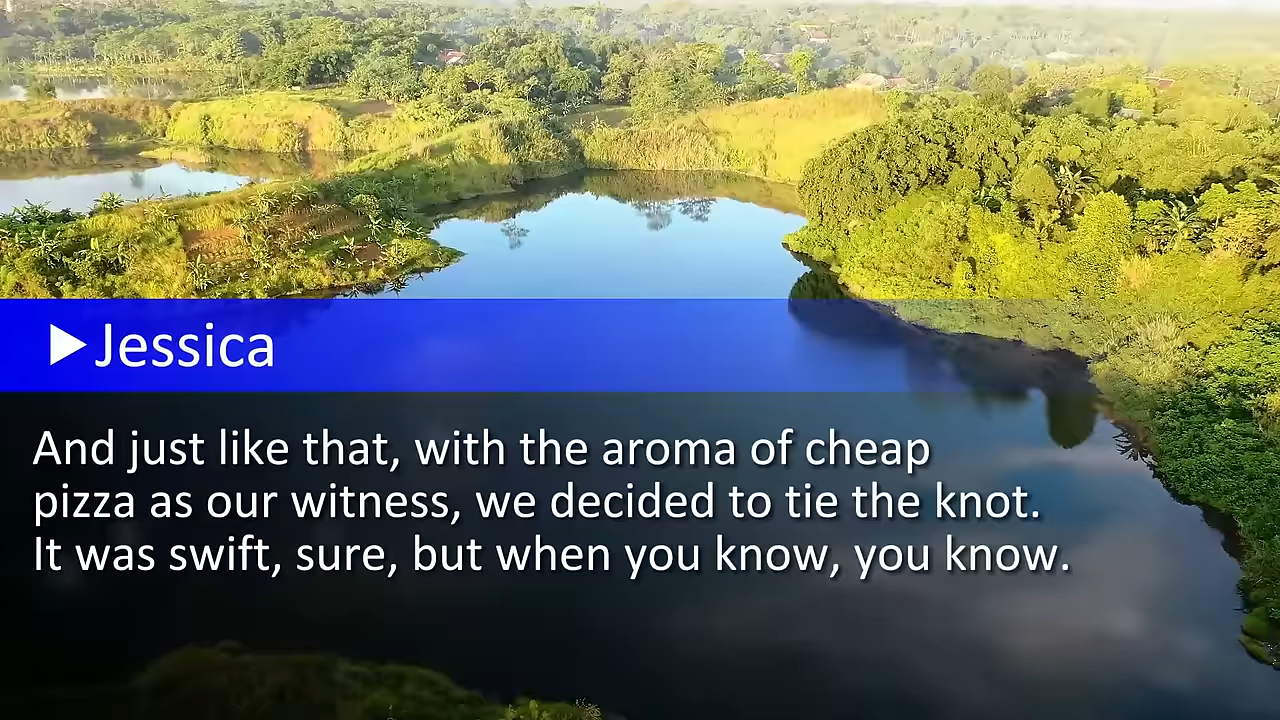 ▶Jessica
And just like that, with the aroma of cheap
pizza as our witness, we decided to tie the knot.
It was swift, sure, but when you know, you know.